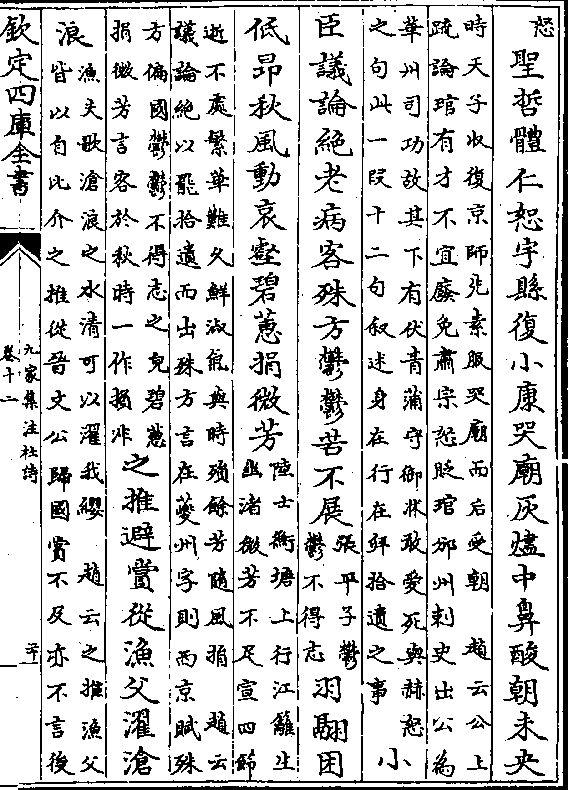 怒
聖哲體仁恕宇縣復小康哭廟灰燼中鼻酸朝未央
時天子收復京師先素服哭廟而后受朝 趙云公上
疏論琯有才不宜廢免肅宗怒貶琯邠州刺史出公為
華州司功故其下有伏青蒲守御牀敢愛死與赫怒
之句此一段十二句叙述身在行在拜拾遺之事
小
臣議論絶老病客殊方鬱鬱苦不展
張平子鬱
鬱不得志
羽翮困
低昂秋風動哀壑碧蕙捐微芳
陸士衡塘上行江蘺生
幽渚微芳不足宣四節
逝不處繁華難久鮮淑氣與時殞餘芳隨風捐 趙云
議論絶以罷拾遺而出殊方言在夔州字則西京賦殊
方偏國鬱鬱不得志之皃碧蕙
捐微芳言容於秋時一作損非
之推避賞從漁父濯滄
浪
漁父歌滄浪之水清可以濯我纓 趙云之推漁父
皆以自比介之推從晉文公歸國賞不及亦不言後
欽定四庫全書
九家集注杜詩
卷十一